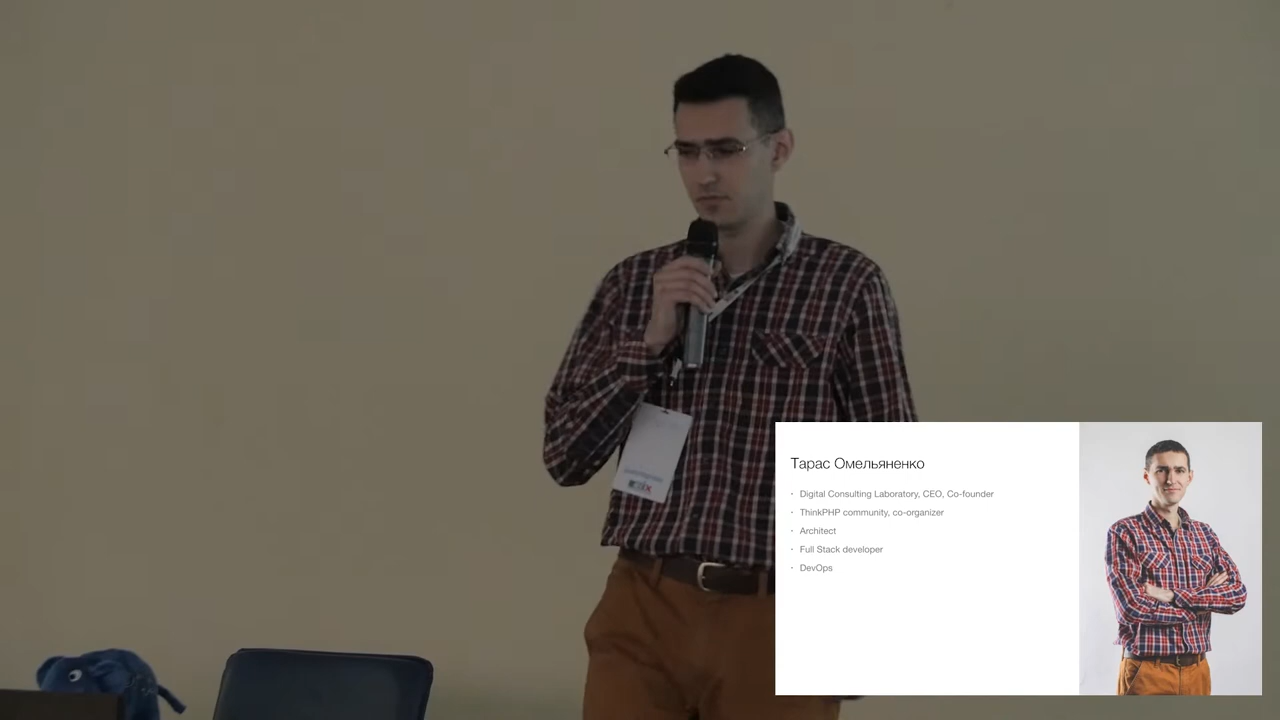 Тарас Омельяненко
· Digital Consulting Laboratory, CEO, Co-founder
· ThinkPHP community, co-organizer
· Architect
· Full Stack developer
· DevOps